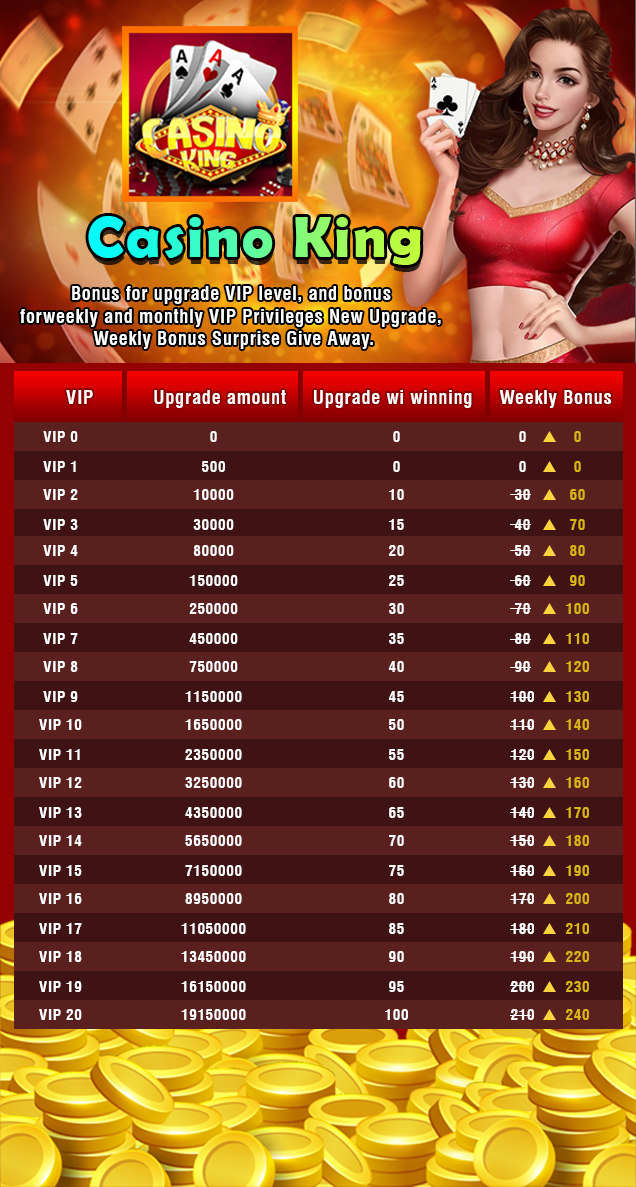 A
A
A
CASINO
KING
A
A
Casino King
Bonus for upgrade VIP level, and bonus
forweekly and monthly VIP Privileges New Upgrade,
Weekly Bonus Surprise Give Away.
VIP Upgrade amount Upgrade wi winning Weekly Bonus
VIP 0 0 0 0 ▲ 0
VIP 1 500 0 0 ▲ 0
VIP 2 10000 10 30 ▲ 60
VIP 3 30000 15 40 ▲ 70
VIP 4 80000 20 50 ▲ 80
VIP 5 150000 25 60 ▲ 90
VIP 6 250000 30 70 ▲ 100
VIP 7 450000 35 80 ▲ 110
VIP 8 750000 40 90 ▲ 120
VIP 9 1150000 45 100 ▲ 130
VIP 10 1650000 50 110 ▲ 140
VIP 11 2350000 55 120 ▲ 150
VIP 12 3250000 60 130 ▲ 160
VIP 13 4350000 65 140 ▲ 170
VIP 14 5650000 70 150 ▲ 180
VIP 15 7150000 75 160 ▲ 190
VIP 16 8950000 80 170 ▲ 200
VIP 17 11050000 85 180 ▲ 210
VIP 18 13450000 90 190 ▲ 220
VIP 19 16150000 95 200 ▲ 230
VIP 20 19150000 100 210 ▲ 240